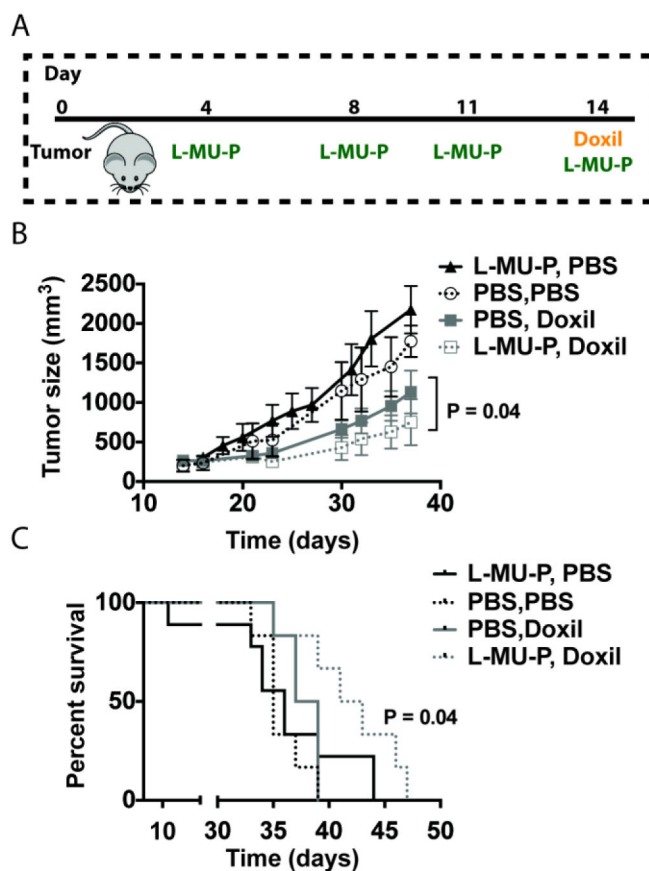 A
Day
0 4 8 11 14
Tumor L-MU-P L-MU-P L-MU-P Doxil
L-MU-P
B
L-MU-P, PBS
PBS,PBS
PBS, Doxil
L-MU-P, Doxil
P = 0.04
Tumor size (mm³)
2500
2000
1500
1000
500
0
10 20 30 40
Time (days)
C
L-MU-P, PBS
PBS,PBS
PBS,Doxil
L-MU-P, Doxil
P = 0.04
Percent survival
100
50
0
10 30 35 40 45 50
Time (days)